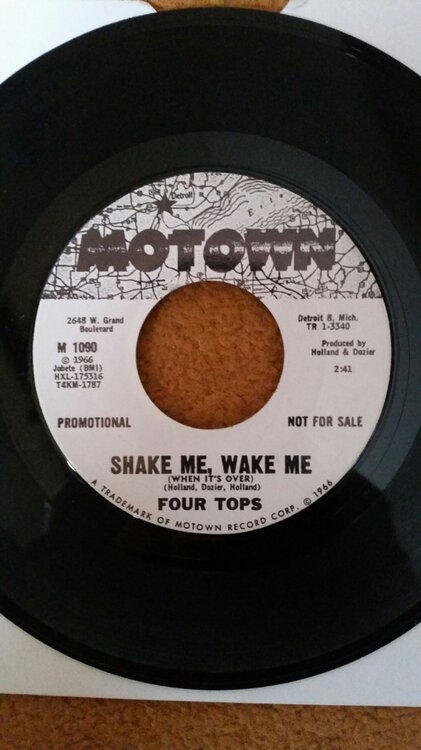 Detroit
Erie
MOTOWN
2648 W. Grand
Boulevard
M 1090
© 1966
Jobete (BMI)
HXL-175316
T4KM-1787
Detroit 8, Mich.
TR 1-3340
Produced by
Holland & Dozier
2:41
PROMOTIONAL
NOT FOR SALE
SHAKE ME, WAKE ME
(WHEN IT'S OVER)
(Holland, Dozier, Holland)
FOUR TOPS
A TRADEMARK OF MOTOWN RECORD CORP. © 1966